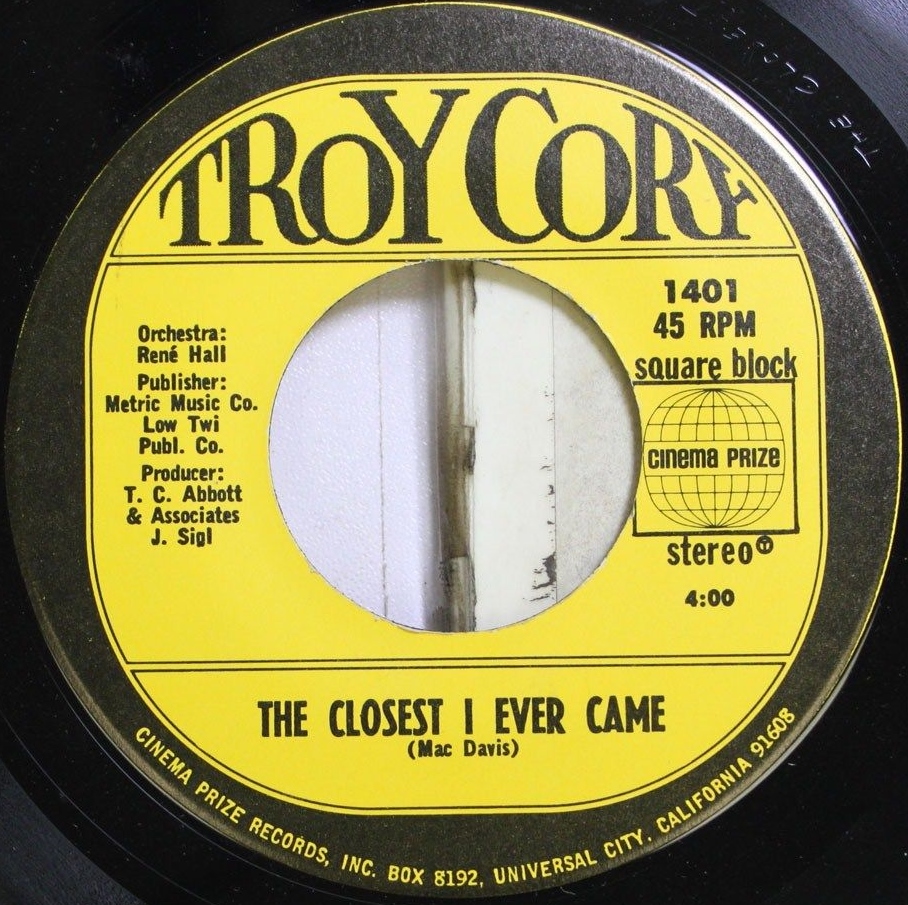 TROY CORY
1401
45 RPM
square block
CINEMA PRIZE
stereo Ⓣ
4:00
Orchestra:
René Hall
Publisher:
Metric Music Co.
Low Twi
Publ. Co.
Producer:
T. C. Abbott
& Associates
J. Sigl
THE CLOSEST I EVER CAME
(Mac Davis)
CINEMA PRIZE RECORDS, INC. BOX 8192, UNIVERSAL CITY, CALIFORNIA 91608
THE CLOSE